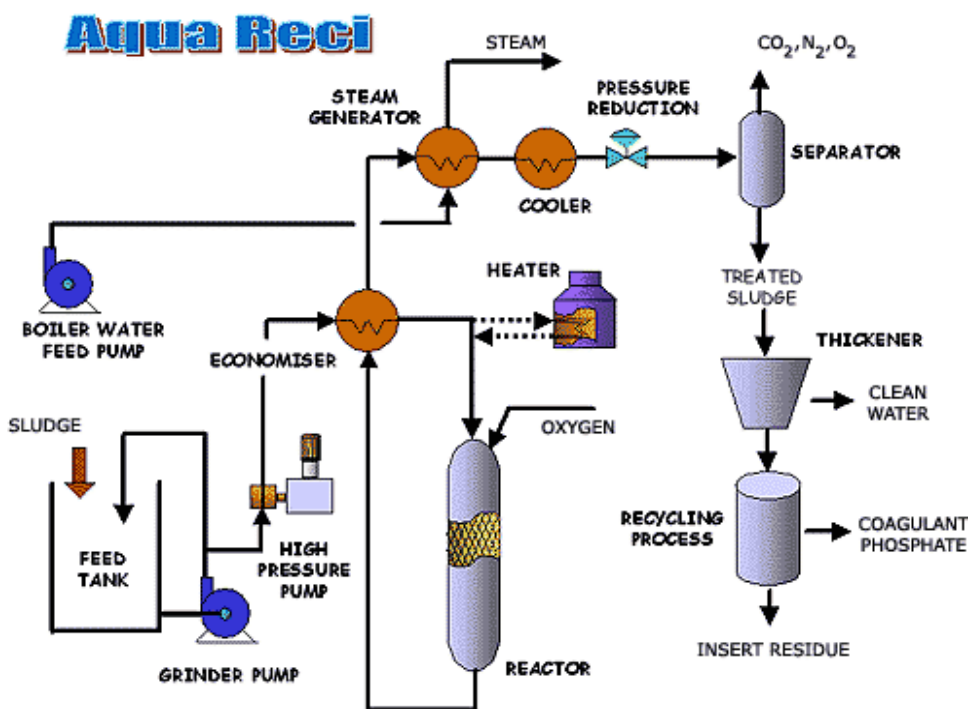 Aqua Reci
STEAM
CO2,N2,O2
STEAM
GENERATOR
PRESSURE
REDUCTION
SEPARATOR
COOLER
HEATER
TREATED
SLUDGE
BOILER WATER
FEED PUMP
ECONOMISER
THICKENER
CLEAN
WATER
SLUDGE
OXYGEN
FEED
TANK
HIGH
PRESSURE
PUMP
RECYCLING
PROCESS
COAGULANT
PHOSPHATE
GRINDER PUMP
REACTOR
INSERT RESIDUE